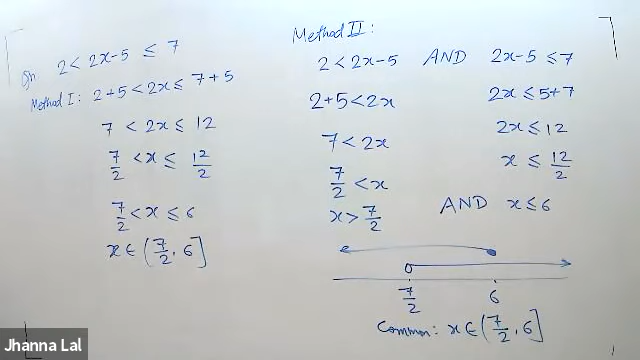 Qn. 2 < 2x-5 ≤ 7
Method I: 2+5 < 2x ≤ 7+5
7 < 2x ≤ 12
7/2 < x ≤ 12/2
7/2 < x ≤ 6
x ∈ (7/2, 6]
Method II:
2 < 2x-5 AND 2x-5 ≤ 7
2+5 < 2x 2x ≤ 5+7
7 < 2x 2x ≤ 12
7/2 < x x ≤ 12/2
x > 7/2 AND x ≤ 6
7/2 6
Common: x ∈ (7/2, 6]
Jhanna Lal